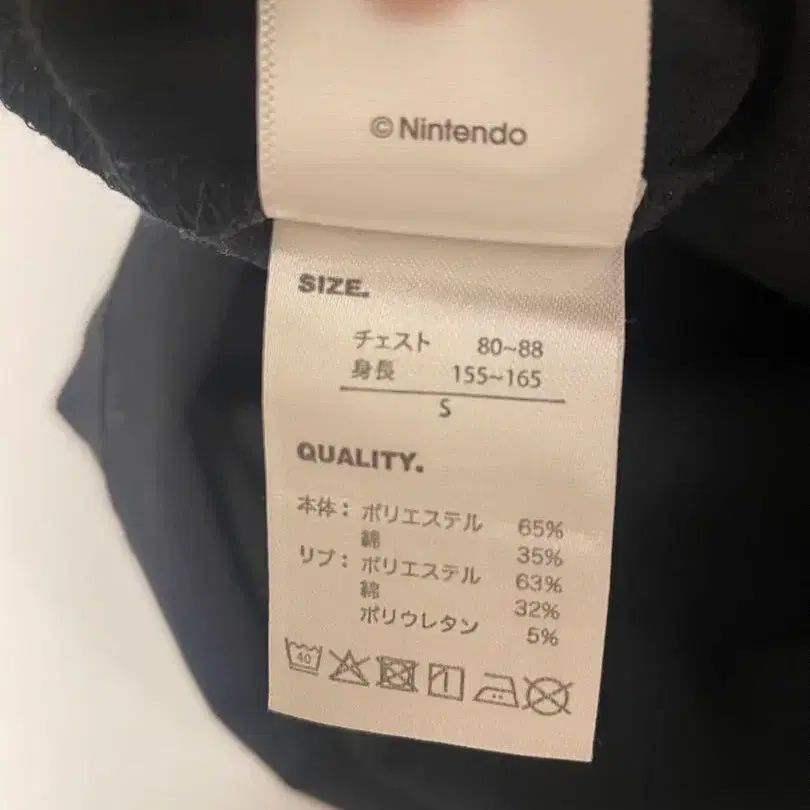 © Nintendo
SIZE.
チェスト 80~88
身長 155~165
S
QUALITY.
本体： ポリエステル 65%
綿 35%
リブ： ポリエステル 63%
綿 32%
ポリウレタン 5%
40